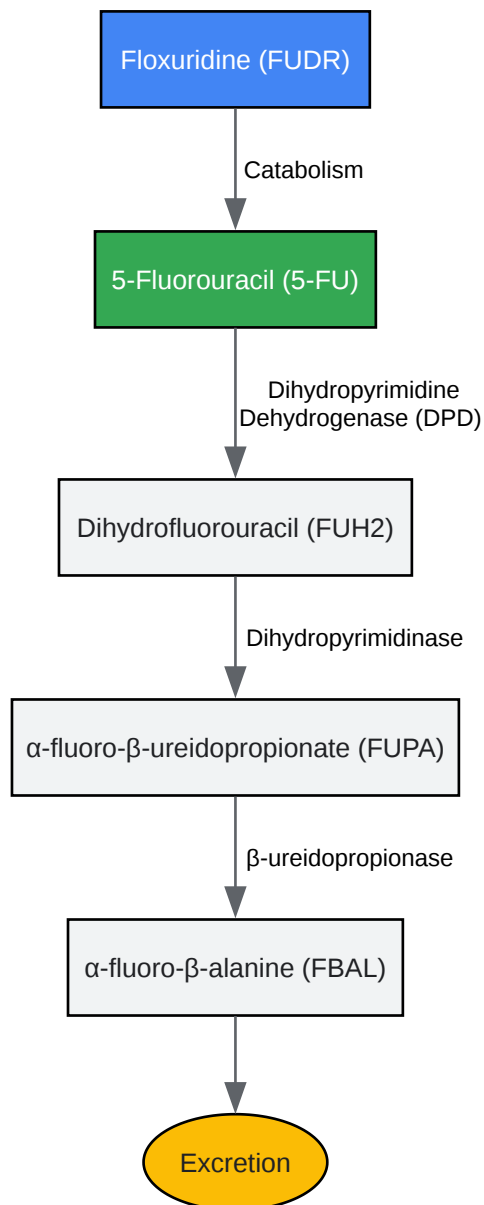 Floxuridine (FUDR)
Catabolism
5-Fluorouracil (5-FU)
Dihydropyrimidine
Dehydrogenase (DPD)
Dihydrofluorouracil (FUH2)
Dihydropyrimidinase
α-fluoro-β-ureidopropionate (FUPA)
β-ureidopropionase
α-fluoro-β-alanine (FBAL)
Excretion